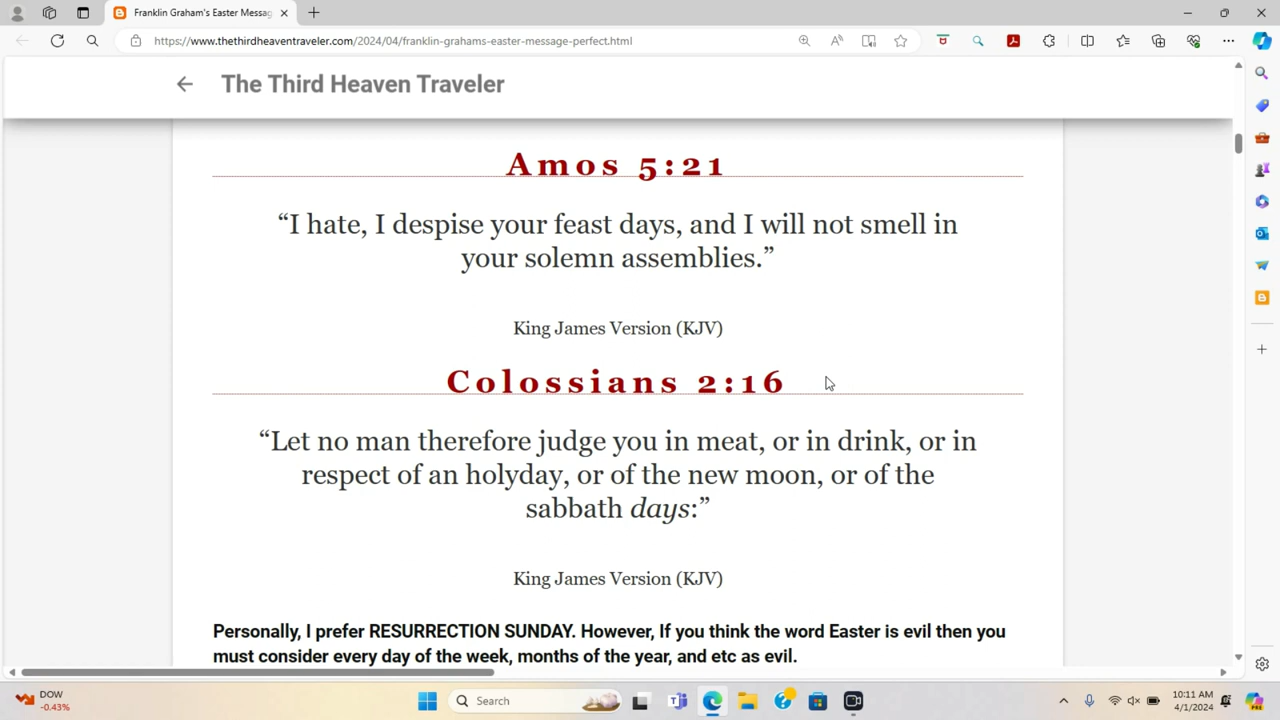 Franklin Graham's Easter Messag
https://www.thethirdheaventraveler.com/2024/04/franklin-grahams-easter-message-perfect.html
The Third Heaven Traveler
Amos 5:21
“I hate, I despise your feast days, and I will not smell in
your solemn assemblies.”
King James Version (KJV)
Colossians 2:16
“Let no man therefore judge you in meat, or in drink, or in
respect of an holyday, or of the new moon, or of the
sabbath days:”
King James Version (KJV)
Personally, I prefer RESURRECTION SUNDAY. However, If you think the word Easter is evil then you
must consider every day of the week, months of the year, and etc as evil.
DOW
-0.43%
Search
10:11 AM
4/1/2024